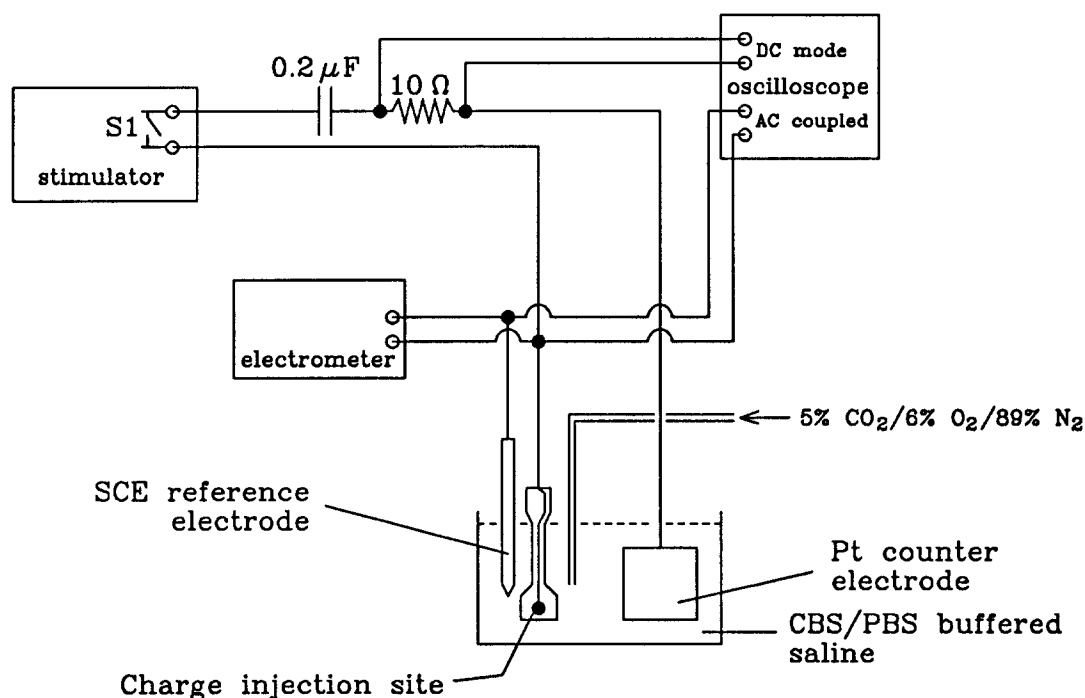 0.2 μF
10 Ω
DC mode
oscilloscope
AC coupled
S1
stimulator
electrometer
5% CO₂/6% O₂/89% N₂
SCE reference
electrode
Pt counter
electrode
CBS/PBS buffered
saline
Charge injection site